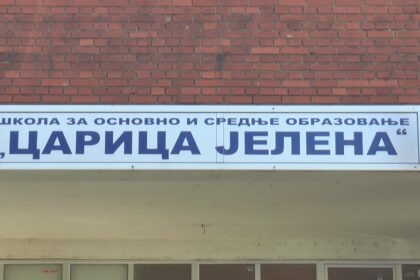 ШКОЛА ЗА ОСНОВНО И СРЕДЊЕ ОБРАЗОВАЊЕ
„ЦАРИЦА ЈЕЛЕНА“